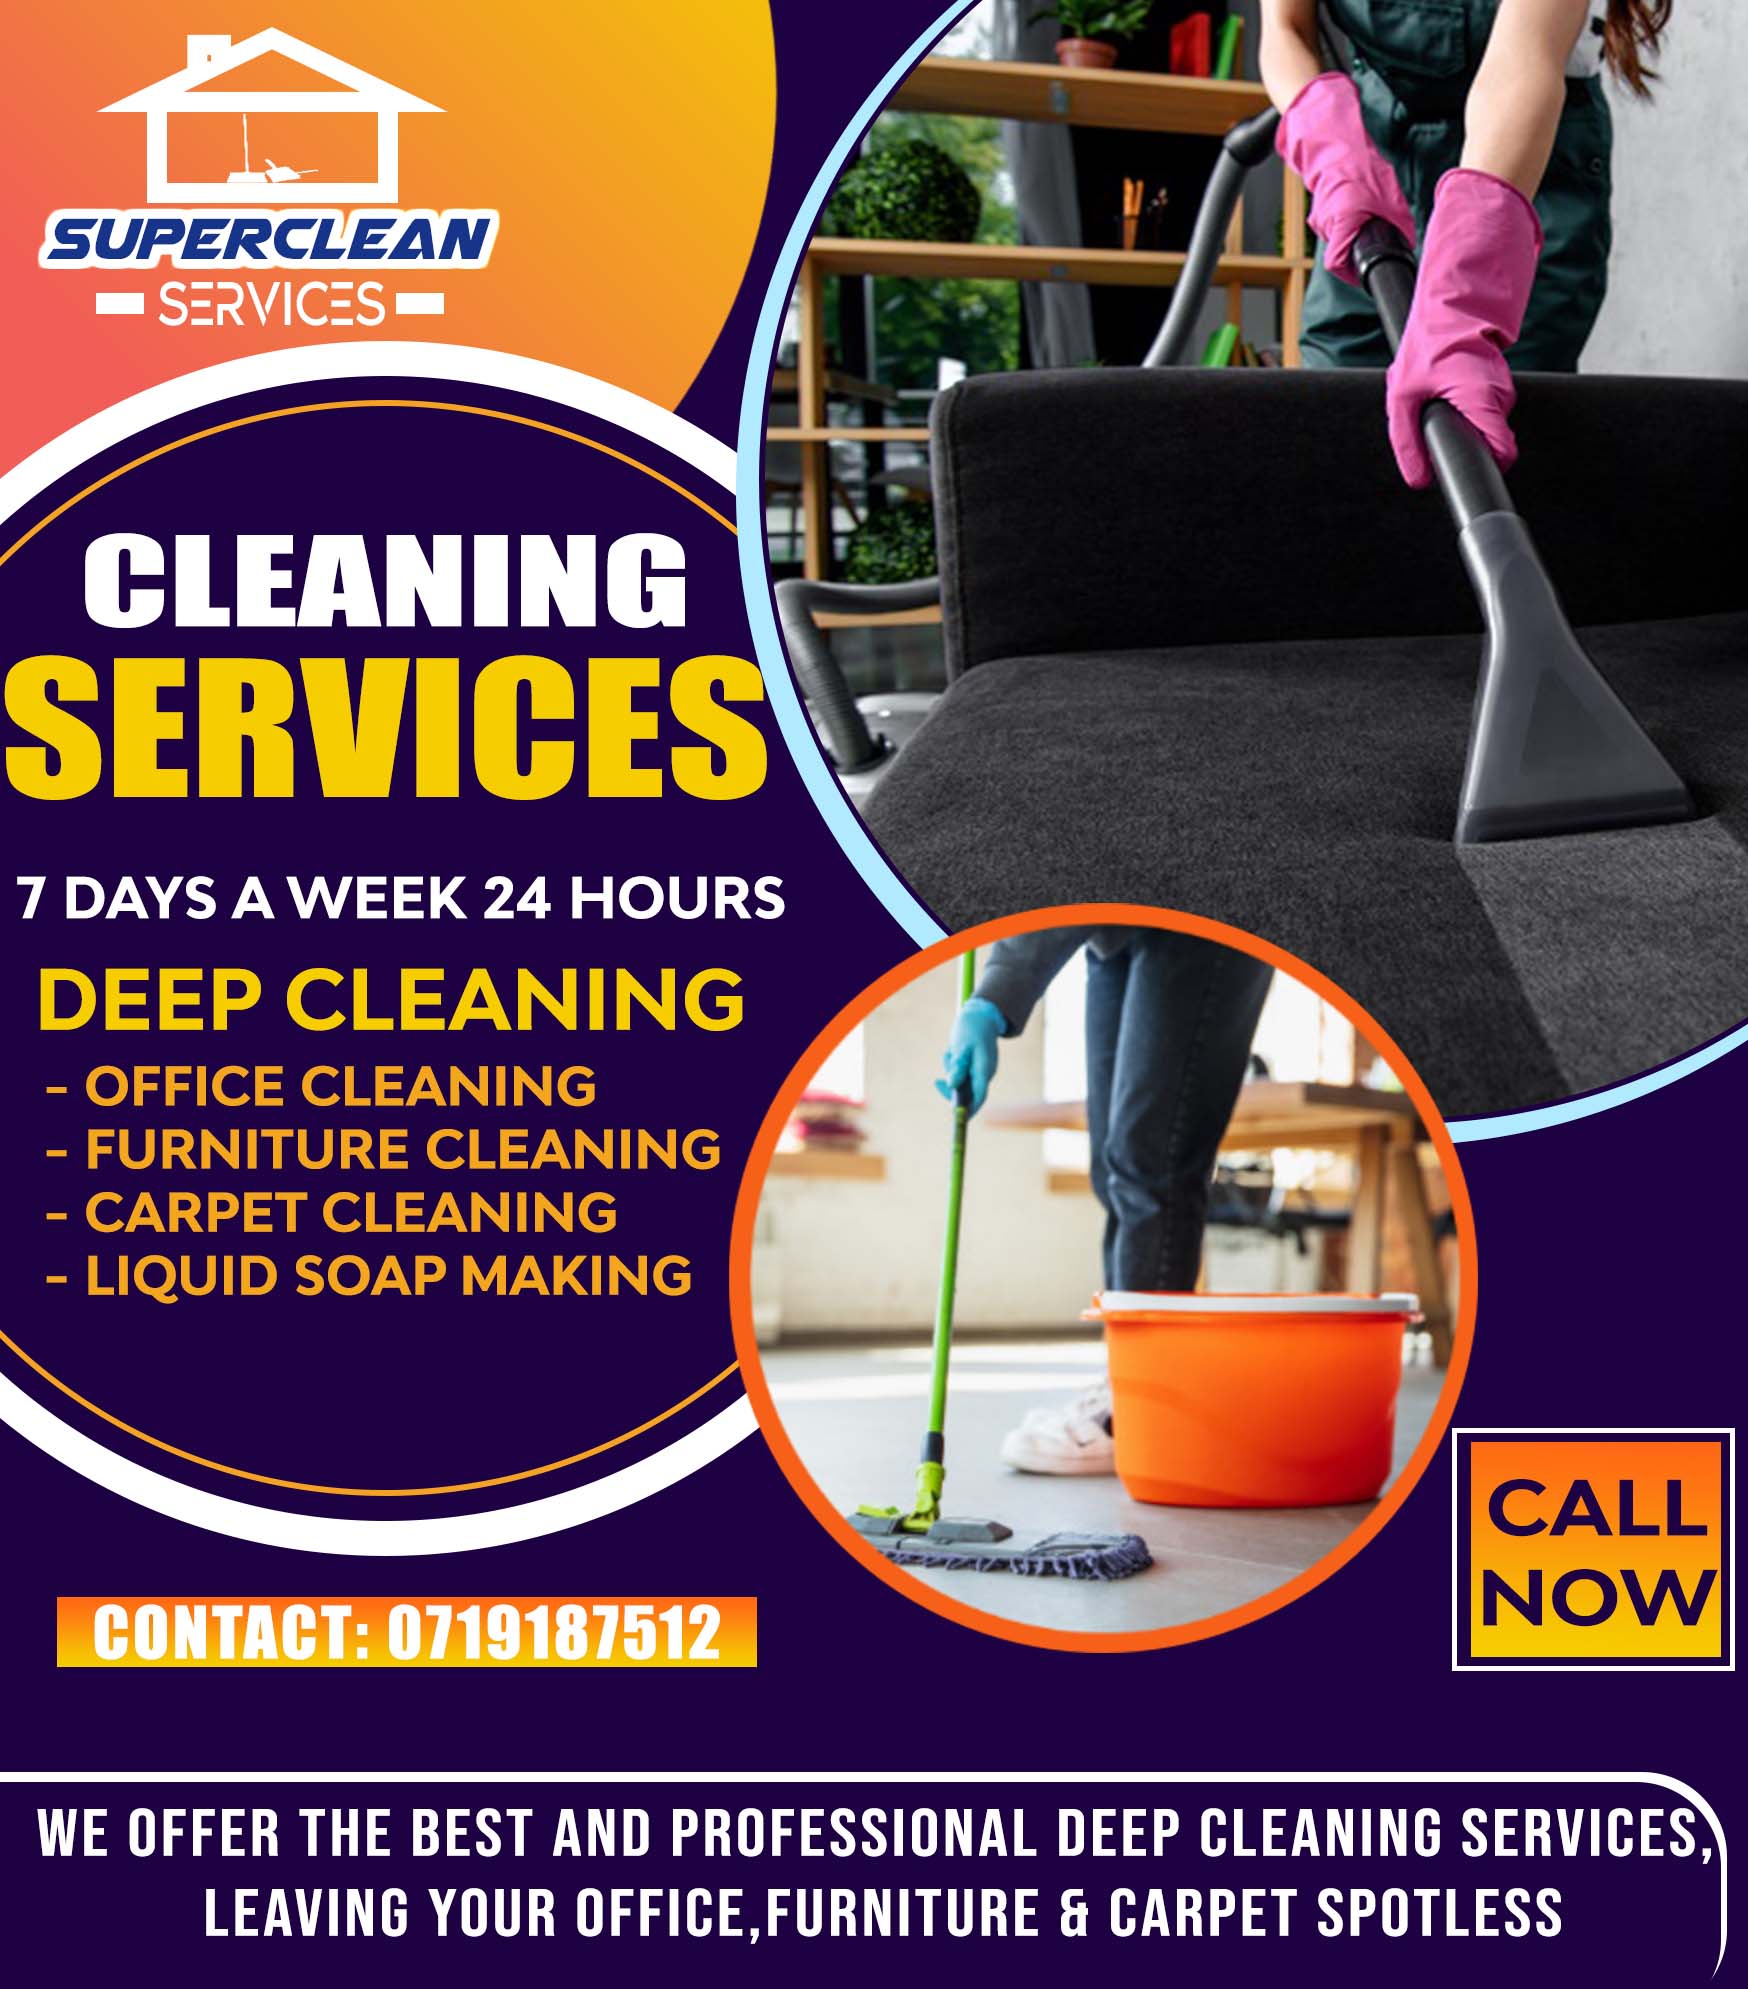 SUPERCLEAN
SERVICES
CLEANING
SERVICES
7 DAYS A WEEK 24 HOURS
DEEP CLEANING
- OFFICE CLEANING
- FURNITURE CLEANING
- CARPET CLEANING
- LIQUID SOAP MAKING
CONTACT: 0719187512
CALL
NOW
WE OFFER THE BEST AND PROFESSIONAL DEEP CLEANING SERVICES,
LEAVING YOUR OFFICE,FURNITURE & CARPET SPOTLESS